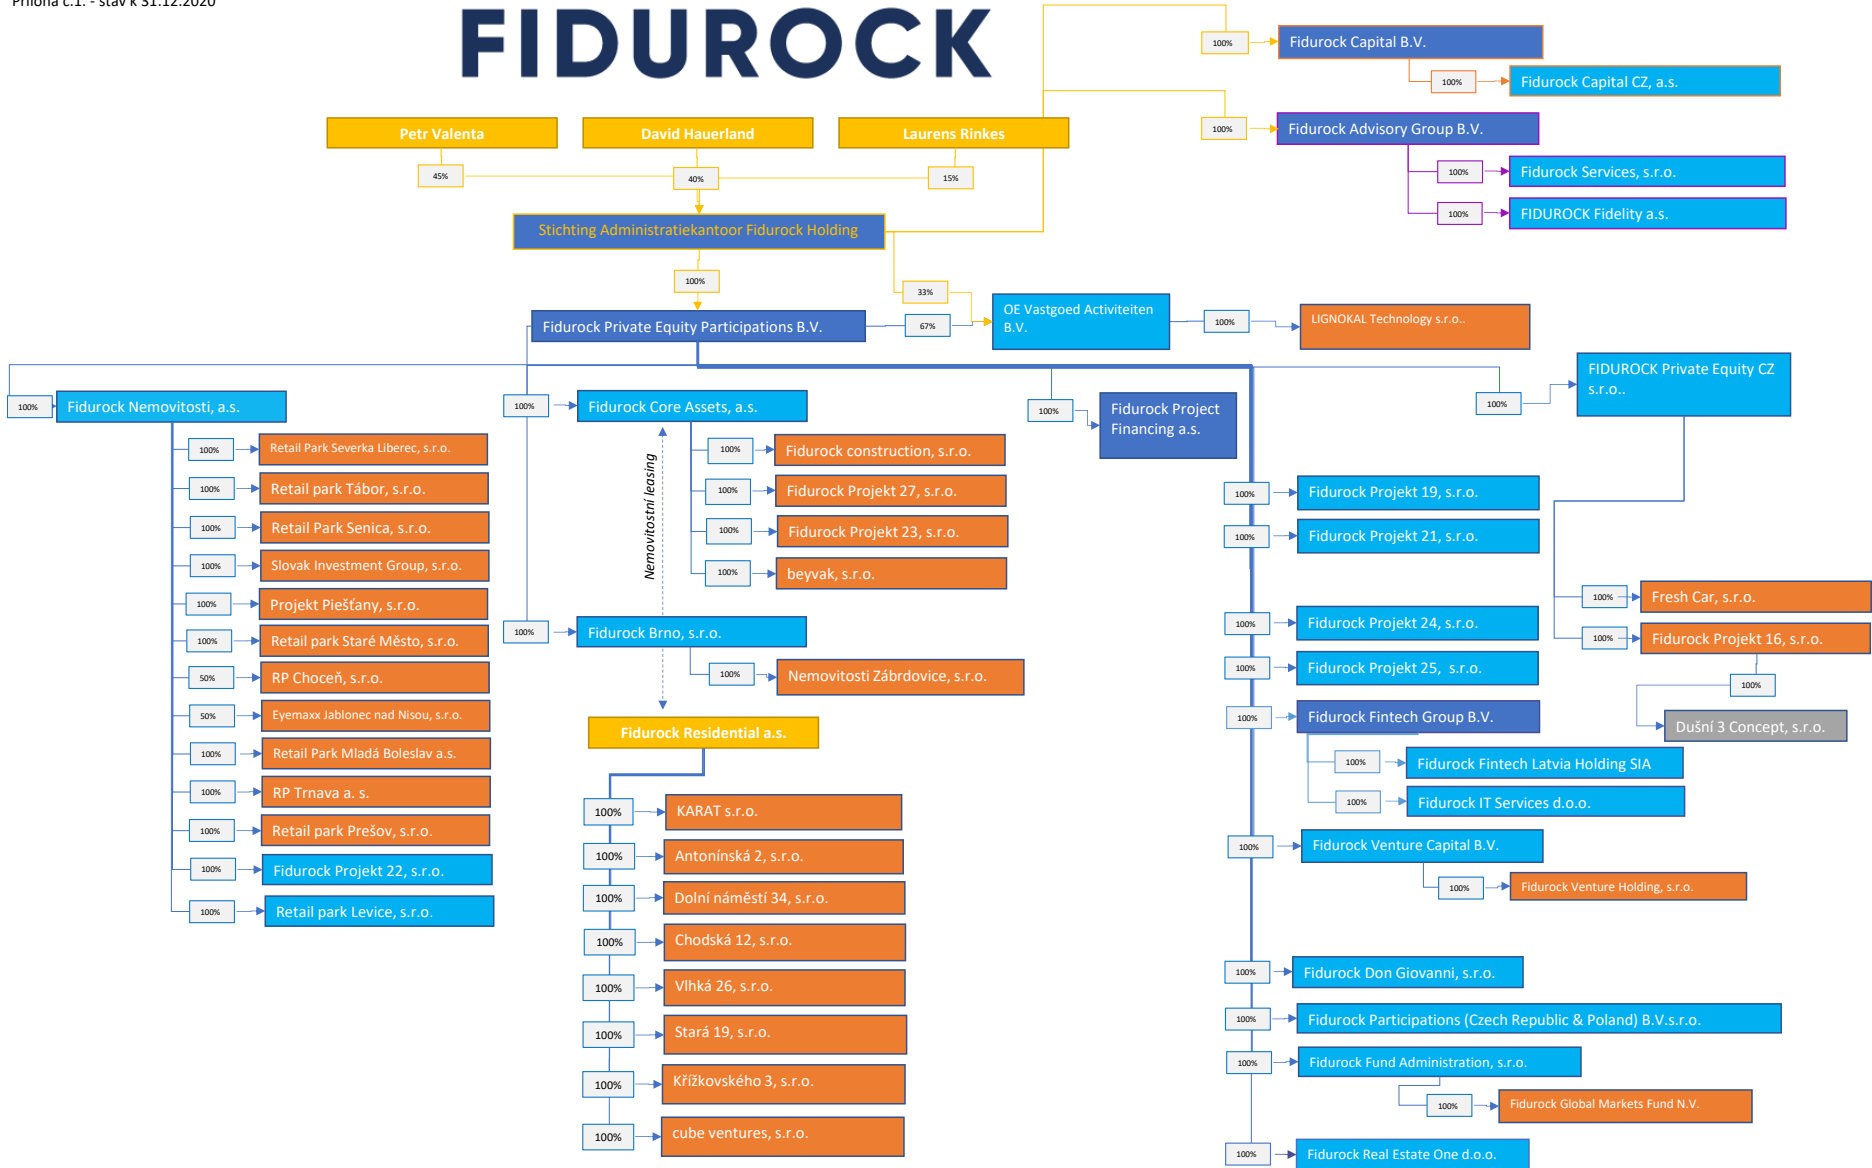 Příloha č.1. - stav k 31.12.2020
FIDUROCK
100%
Fidurock Capital B.V.
100%
Fidurock Capital CZ, a.s.
Petr Valenta
David Hauerland
Laurens Rinkes
100%
Fidurock Advisory Group B.V.
45%
40%
15%
100%
Fidurock Services, s.r.o.
100%
FIDUROCK Fidelity a.s.
Stichting Administratiekantoor Fidurock Holding
100%
33%
Fidurock Private Equity Participations B.V.
67%
OE Vastgoed Activiteiten
B.V.
100%
LIGNOKAL Technology s.r.o..
100%
Fidurock Nemovitosti, a.s.
100%
Retail Park Severka Liberec, s.r.o.
100%
Retail park Tábor, s.r.o.
100%
Retail Park Senica, s.r.o.
100%
Slovak Investment Group, s.r.o.
100%
Projekt Piešťany, s.r.o.
100%
Retail park Staré Město, s.r.o.
50%
RP Choceň, s.r.o.
50%
Eyemaxx Jablonec nad Nisou, s.r.o.
100%
Retail Park Mladá Boleslav a.s.
100%
RP Trnava a. s.
100%
Retail park Prešov, s.r.o.
100%
Fidurock Projekt 22, s.r.o.
100%
Retail park Levice, s.r.o.
100%
Fidurock Core Assets, a.s.
100%
Fidurock construction, s.r.o.
100%
Fidurock Projekt 27, s.r.o.
100%
Fidurock Projekt 23, s.r.o.
100%
beyvak, s.r.o.
Nemovitostní leasing
100%
Fidurock Brno, s.r.o.
100%
Nemovitosti Zábrdovice, s.r.o.
Fidurock Residential a.s.
100%
KARAT s.r.o.
100%
Antonínská 2, s.r.o.
100%
Dolní náměstí 34, s.r.o.
100%
Chodská 12, s.r.o.
100%
Vlhká 26, s.r.o.
100%
Stará 19, s.r.o.
100%
Křížkovského 3, s.r.o.
100%
cube ventures, s.r.o.
100%
Fidurock Project
Financing a.s.
100%
FIDUROCK Private Equity CZ
s.r.o..
100%
Fresh Car, s.r.o.
100%
Fidurock Projekt 16, s.r.o.
100%
Dušní 3 Concept, s.r.o.
100%
Fidurock Projekt 19, s.r.o.
100%
Fidurock Projekt 21, s.r.o.
100%
Fidurock Projekt 24, s.r.o.
100%
Fidurock Projekt 25, s.r.o.
100%
Fidurock Fintech Group B.V.
100%
Fidurock Fintech Latvia Holding SIA
100%
Fidurock IT Services d.o.o.
100%
Fidurock Venture Capital B.V.
100%
Fidurock Venture Holding, s.r.o.
100%
Fidurock Don Giovanni, s.r.o.
100%
Fidurock Participations (Czech Republic & Poland) B.V.s.r.o.
100%
Fidurock Fund Administration, s.r.o.
100%
Fidurock Global Markets Fund N.V.
100%
Fidurock Real Estate One d.o.o.